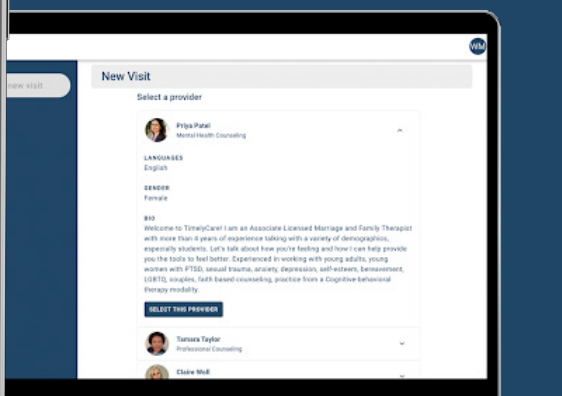 WM
new visit
New Visit
Select a provider
Priya Patel
Mental Health Counseling
LANGUAGES
English
GENDER
Female
BIO
Welcome to TimelyCare! I am an Associate Licensed Marriage and Family Therapist
with more than 4 years of experience talking with a variety of demographics,
especially students. Let's talk about how you're feeling and how I can help provide
you the tools to feel better. Experienced in working with young adults, young
women with PTSD, sexual trauma, anxiety, depression, self-esteem, bereavement,
LGBTQ, couples, faith based counseling, practice from a Cognitive-behavioral
therapy modality.
SELECT THIS PROVIDER
Tamara Taylor
Professional Counseling
Claire Woll